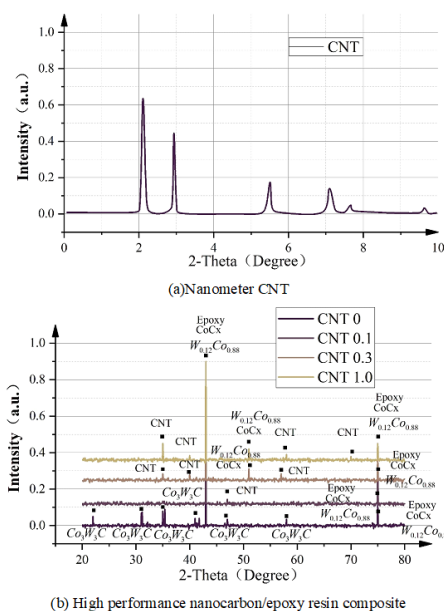 CNT
1.0
0.8
0.6
0.4
0.2
0.0
Intensity (a.u.)
0 2 4 6 8 10
2-Theta (Degree)
(a)Nanometer CNT
Epoxy
CoCx
W0.12Co0.88
CNT 0
CNT 0.1
CNT 0.3
CNT 1.0
1.0
0.8
0.6
0.4
0.2
0.0
Intensity (a.u.)
Epoxy
CoCx
W0.12Co0.88
CNT
CNT
W0.12Co0.88
CoCx
CNT
CNT
CNT
CNT
W0.12Co0.88
CoCx
CNT
Epoxy
CoCx
W0.12Co0.88
Co3W3C
CNT
Epoxy
CoCx
W0.12Co0.88
Epoxy
CoCx
W0.12Co0.
Co3W3C
Co3W3C
Co3W3C
Co3W3C
Co3W3C
20 30 40 50 60 70 80
2-Theta (Degree)
(b) High performance nanocarbon/epoxy resin composite